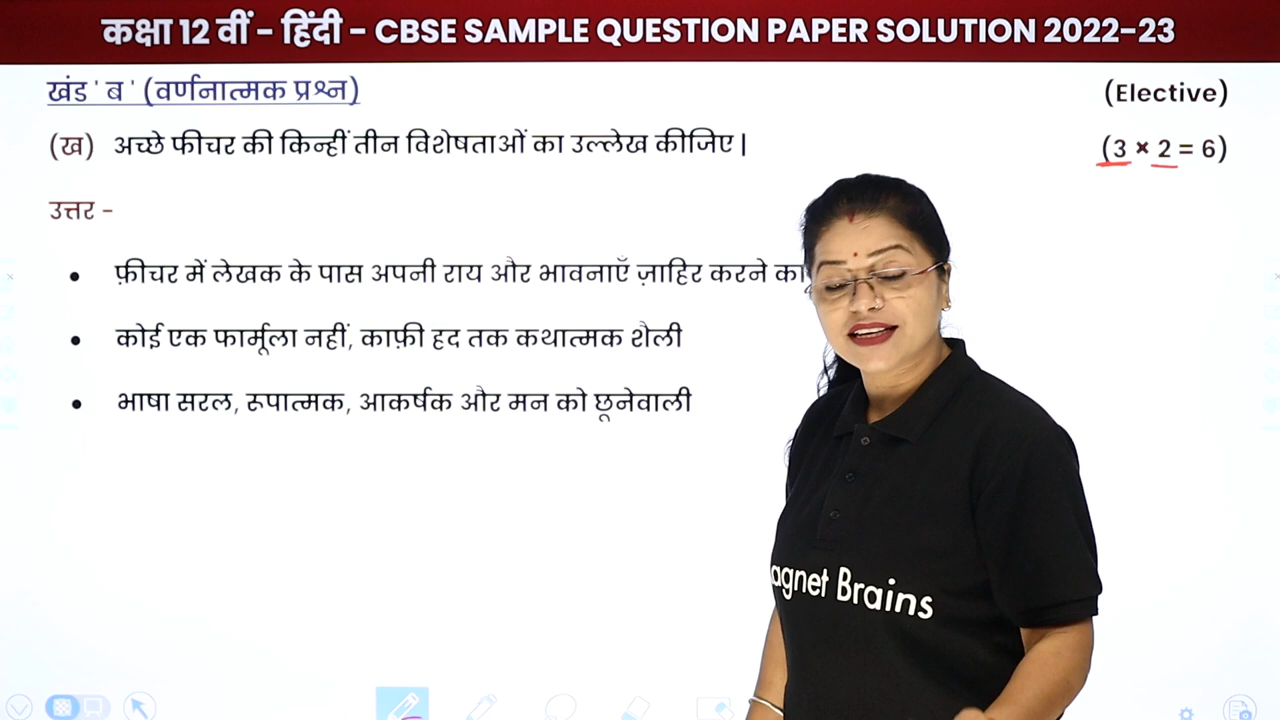 कक्षा 12 वीं - हिंदी - CBSE SAMPLE QUESTION PAPER SOLUTION 2022-23
खंड ' ब ' (वर्णनात्मक प्रश्न)
(Elective)
(ख) अच्छे फीचर की किन्हीं तीन विशेषताओं का उल्लेख कीजिए |
(3 × 2 = 6)
उत्तर -
• फ़ीचर में लेखक के पास अपनी राय और भावनाएँ ज़ाहिर करने का
• कोई एक फार्मूला नहीं, काफ़ी हद तक कथात्मक शैली
• भाषा सरल, रूपात्मक, आकर्षक और मन को छूनेवाली
agnet Brains